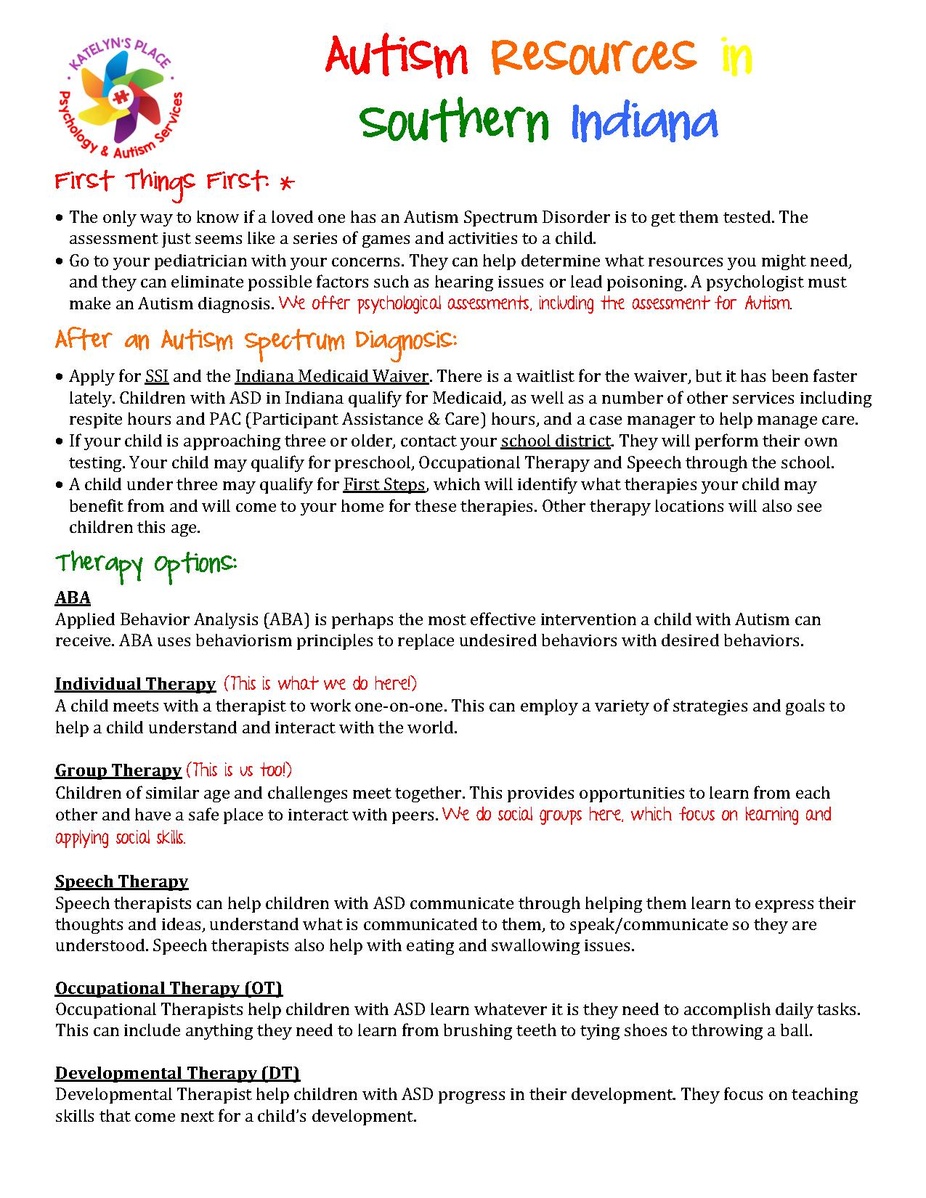 KATELYN'S PLACE
Psychology & Autism Services
Autism Resources in
Southern Indiana
First Things First: *
• The only way to know if a loved one has an Autism Spectrum Disorder is to get them tested. The
assessment just seems like a series of games and activities to a child.
• Go to your pediatrician with your concerns. They can help determine what resources you might need,
and they can eliminate possible factors such as hearing issues or lead poisoning. A psychologist must
make an Autism diagnosis. We offer psychological assessments, including the assessment for Autism.
After an Autism Spectrum Diagnosis:
• Apply for SSI and the Indiana Medicaid Waiver. There is a waitlist for the waiver, but it has been faster
lately. Children with ASD in Indiana qualify for Medicaid, as well as a number of other services including
respite hours and PAC (Participant Assistance & Care) hours, and a case manager to help manage care.
• If your child is approaching three or older, contact your school district. They will perform their own
testing. Your child may qualify for preschool, Occupational Therapy and Speech through the school.
• A child under three may qualify for First Steps, which will identify what therapies your child may
benefit from and will come to your home for these therapies. Other therapy locations will also see
children this age.
Therapy Options:
ABA
Applied Behavior Analysis (ABA) is perhaps the most effective intervention a child with Autism can
receive. ABA uses behaviorism principles to replace undesired behaviors with desired behaviors.
Individual Therapy (This is what we do here!)
A child meets with a therapist to work one-on-one. This can employ a variety of strategies and goals to
help a child understand and interact with the world.
Group Therapy (This is us too!)
Children of similar age and challenges meet together. This provides opportunities to learn from each
other and have a safe place to interact with peers. We do social groups here, which focus on learning and
applying social skills.
Speech Therapy
Speech therapists can help children with ASD communicate through helping them learn to express their
thoughts and ideas, understand what is communicated to them, to speak/communicate so they are
understood. Speech therapists also help with eating and swallowing issues.
Occupational Therapy (OT)
Occupational Therapists help children with ASD learn whatever it is they need to accomplish daily tasks.
This can include anything they need to learn from brushing teeth to tying shoes to throwing a ball.
Developmental Therapy (DT)
Developmental Therapist help children with ASD progress in their development. They focus on teaching
skills that come next for a child's development.